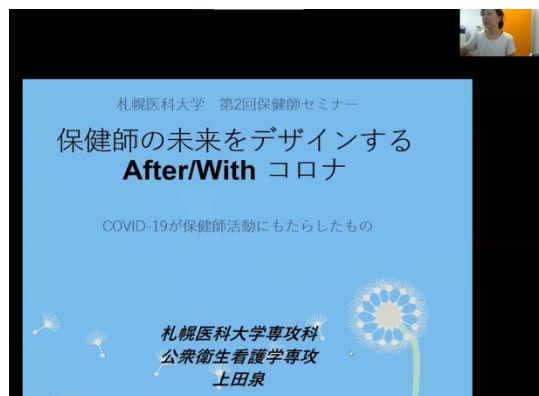 札幌医科大学 第2回保健師セミナー
保健師の未来をデザインする
After/With コロナ
COVID-19が保健師活動にもたらしたもの
札幌医科大学専攻科
公衆衛生看護学専攻
上田泉